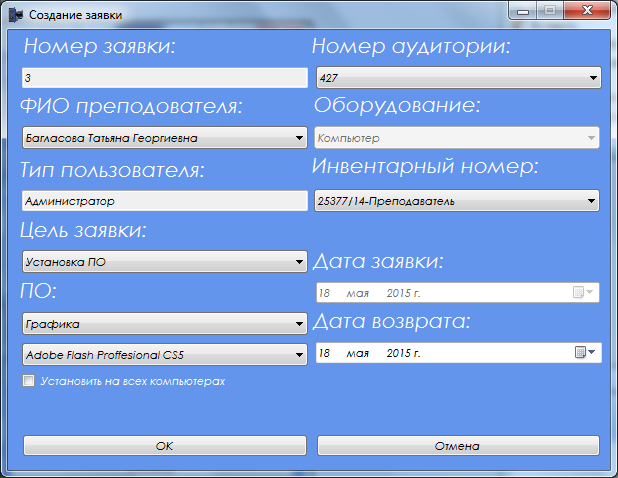 Создание заявки
Номер заявки:
3
ФИО преподователя:
Багласова Татьяна Георгиевна
Тип пользователя:
Администратор
Цель заявки:
Установка ПО
ПО:
Графика
Adobe Flash Proffesional CS5
Установить на всех компьютерах
Номер аудитории:
427
Оборудование:
Компьютер
Инвентарный номер:
25377/14-Преподаватель
Дата заявки:
18 мая 2015 г.
Дата возврата:
18 мая 2015 г.
ОК
Отмена